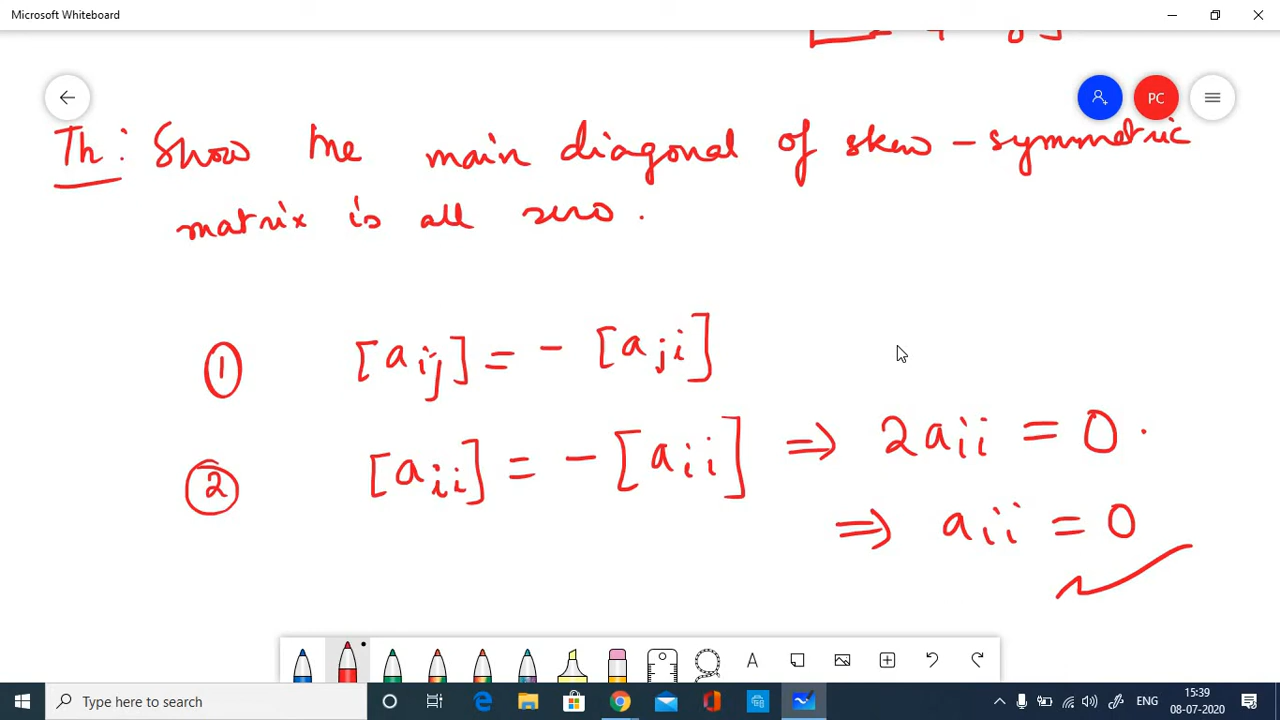 Microsoft Whiteboard
PC
Th: Show the main diagonal of skew - symmetric
matrix is all zero.
① [aij] = - [aji]
② [aii] = - [aii] ⇒ 2aii = 0.
⇒ aii = 0
A
Type here to search
ENG
15:39
08-07-2020